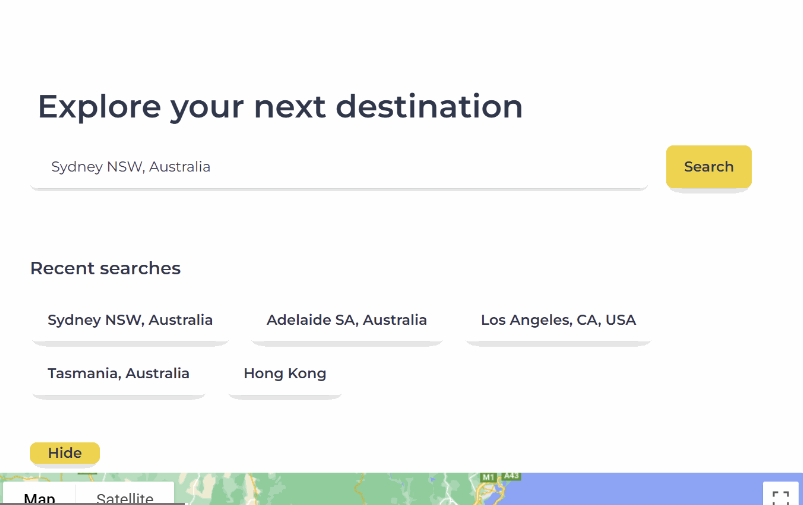 Explore your next destination
Sydney NSW, Australia
Search
Recent searches
Sydney NSW, Australia
Adelaide SA, Australia
Los Angeles, CA, USA
Tasmania, Australia
Hong Kong
Hide
M1
A43
Map
Satellite